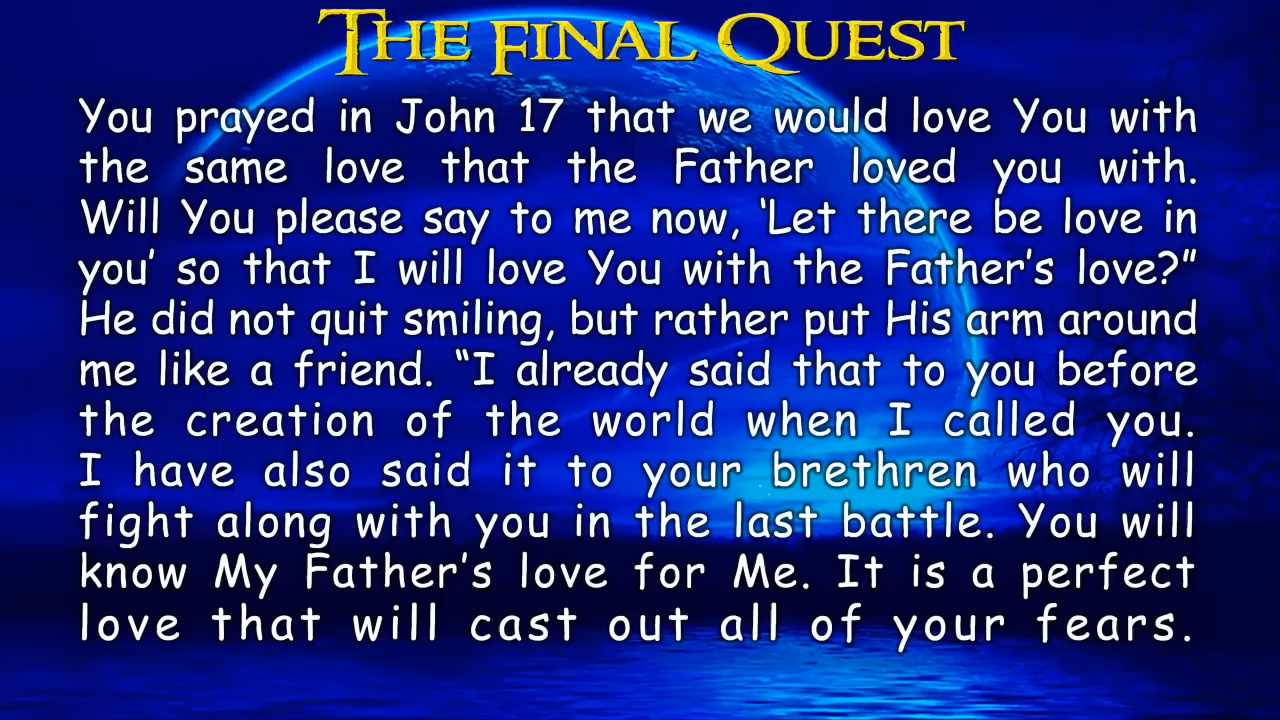 The Final Quest
You prayed in John 17 that we would love You with
the same love that the Father loved you with.
Will You please say to me now, ‘Let there be love in
you’ so that I will love You with the Father’s love?”
He did not quit smiling, but rather put His arm around
me like a friend. “I already said that to you before
the creation of the world when I called you.
I have also said it to your brethren who will
fight along with you in the last battle. You will
know My Father’s love for Me. It is a perfect
love that will cast out all of your fears.